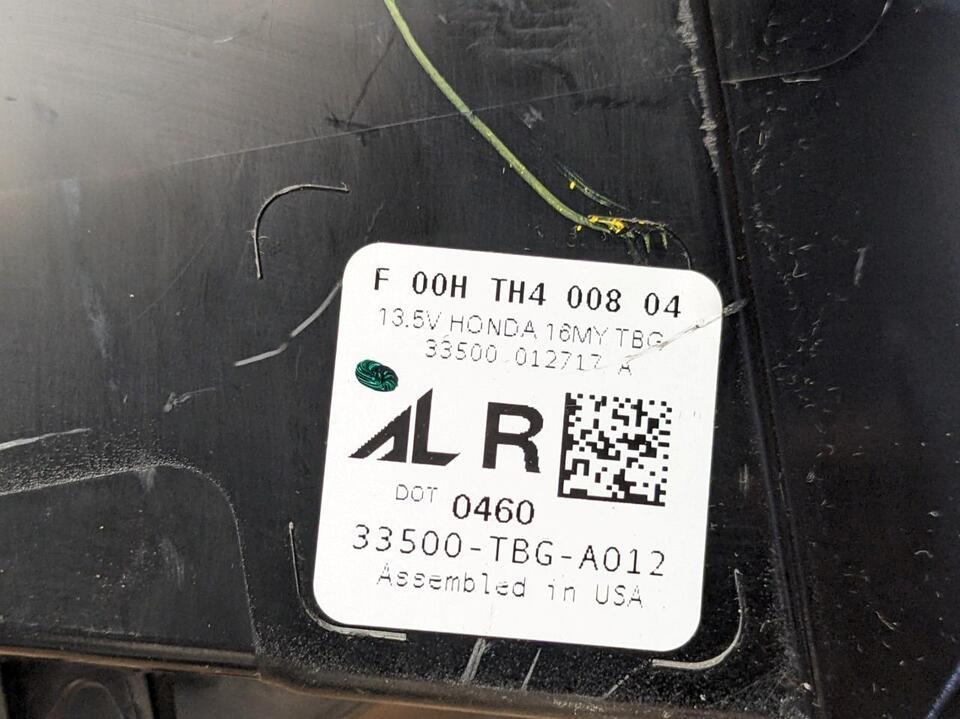 F 00H TH4 008 04
13.5V HONDA 16MY TBG
33500 012717 A
AL R
DOT 0460
33500-TBG-A012
Assembled in USA